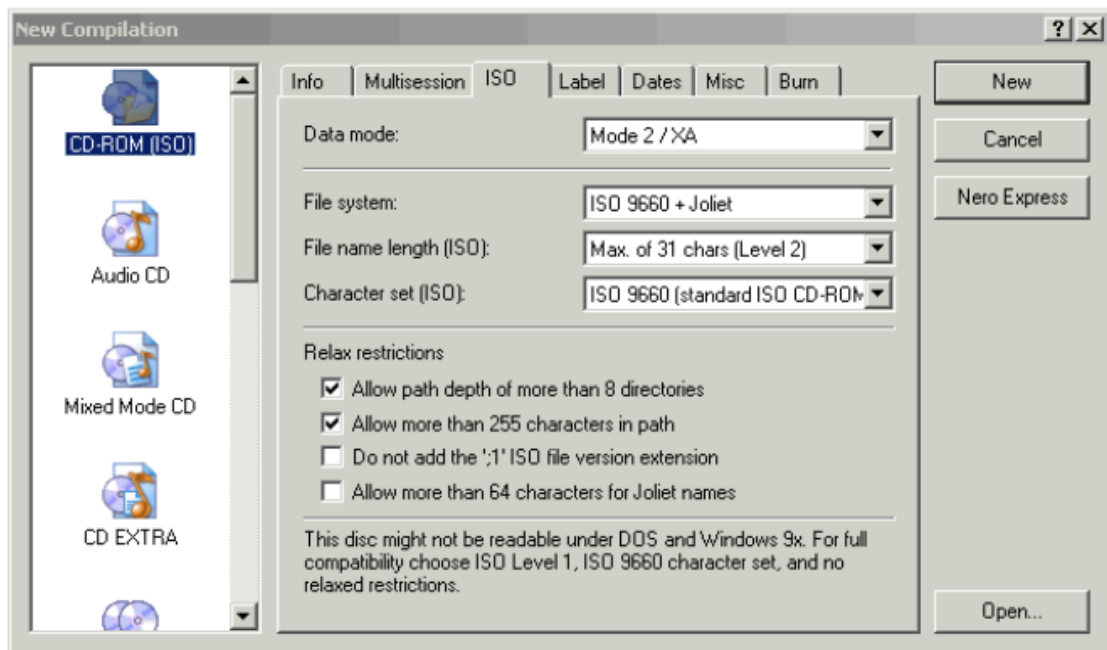 New Compilation
CD-ROM (ISO)
Audio CD
Mixed Mode CD
CD EXTRA
Info Multisession ISO Label Dates Misc Burn
Data mode: Mode 2 / XA
File system: ISO 9660 + Joliet
File name length (ISO): Max. of 31 chars (Level 2)
Character set (ISO): ISO 9660 (standard ISO CD-ROM
Relax restrictions
Allow path depth of more than 8 directories
Allow more than 255 characters in path
Do not add the ';1' ISO file version extension
Allow more than 64 characters for Joliet names
This disc might not be readable under DOS and Windows 9x. For full
compatibility choose ISO Level 1, ISO 9660 character set, and no
relaxed restrictions.
New
Cancel
Nero Express
Open...